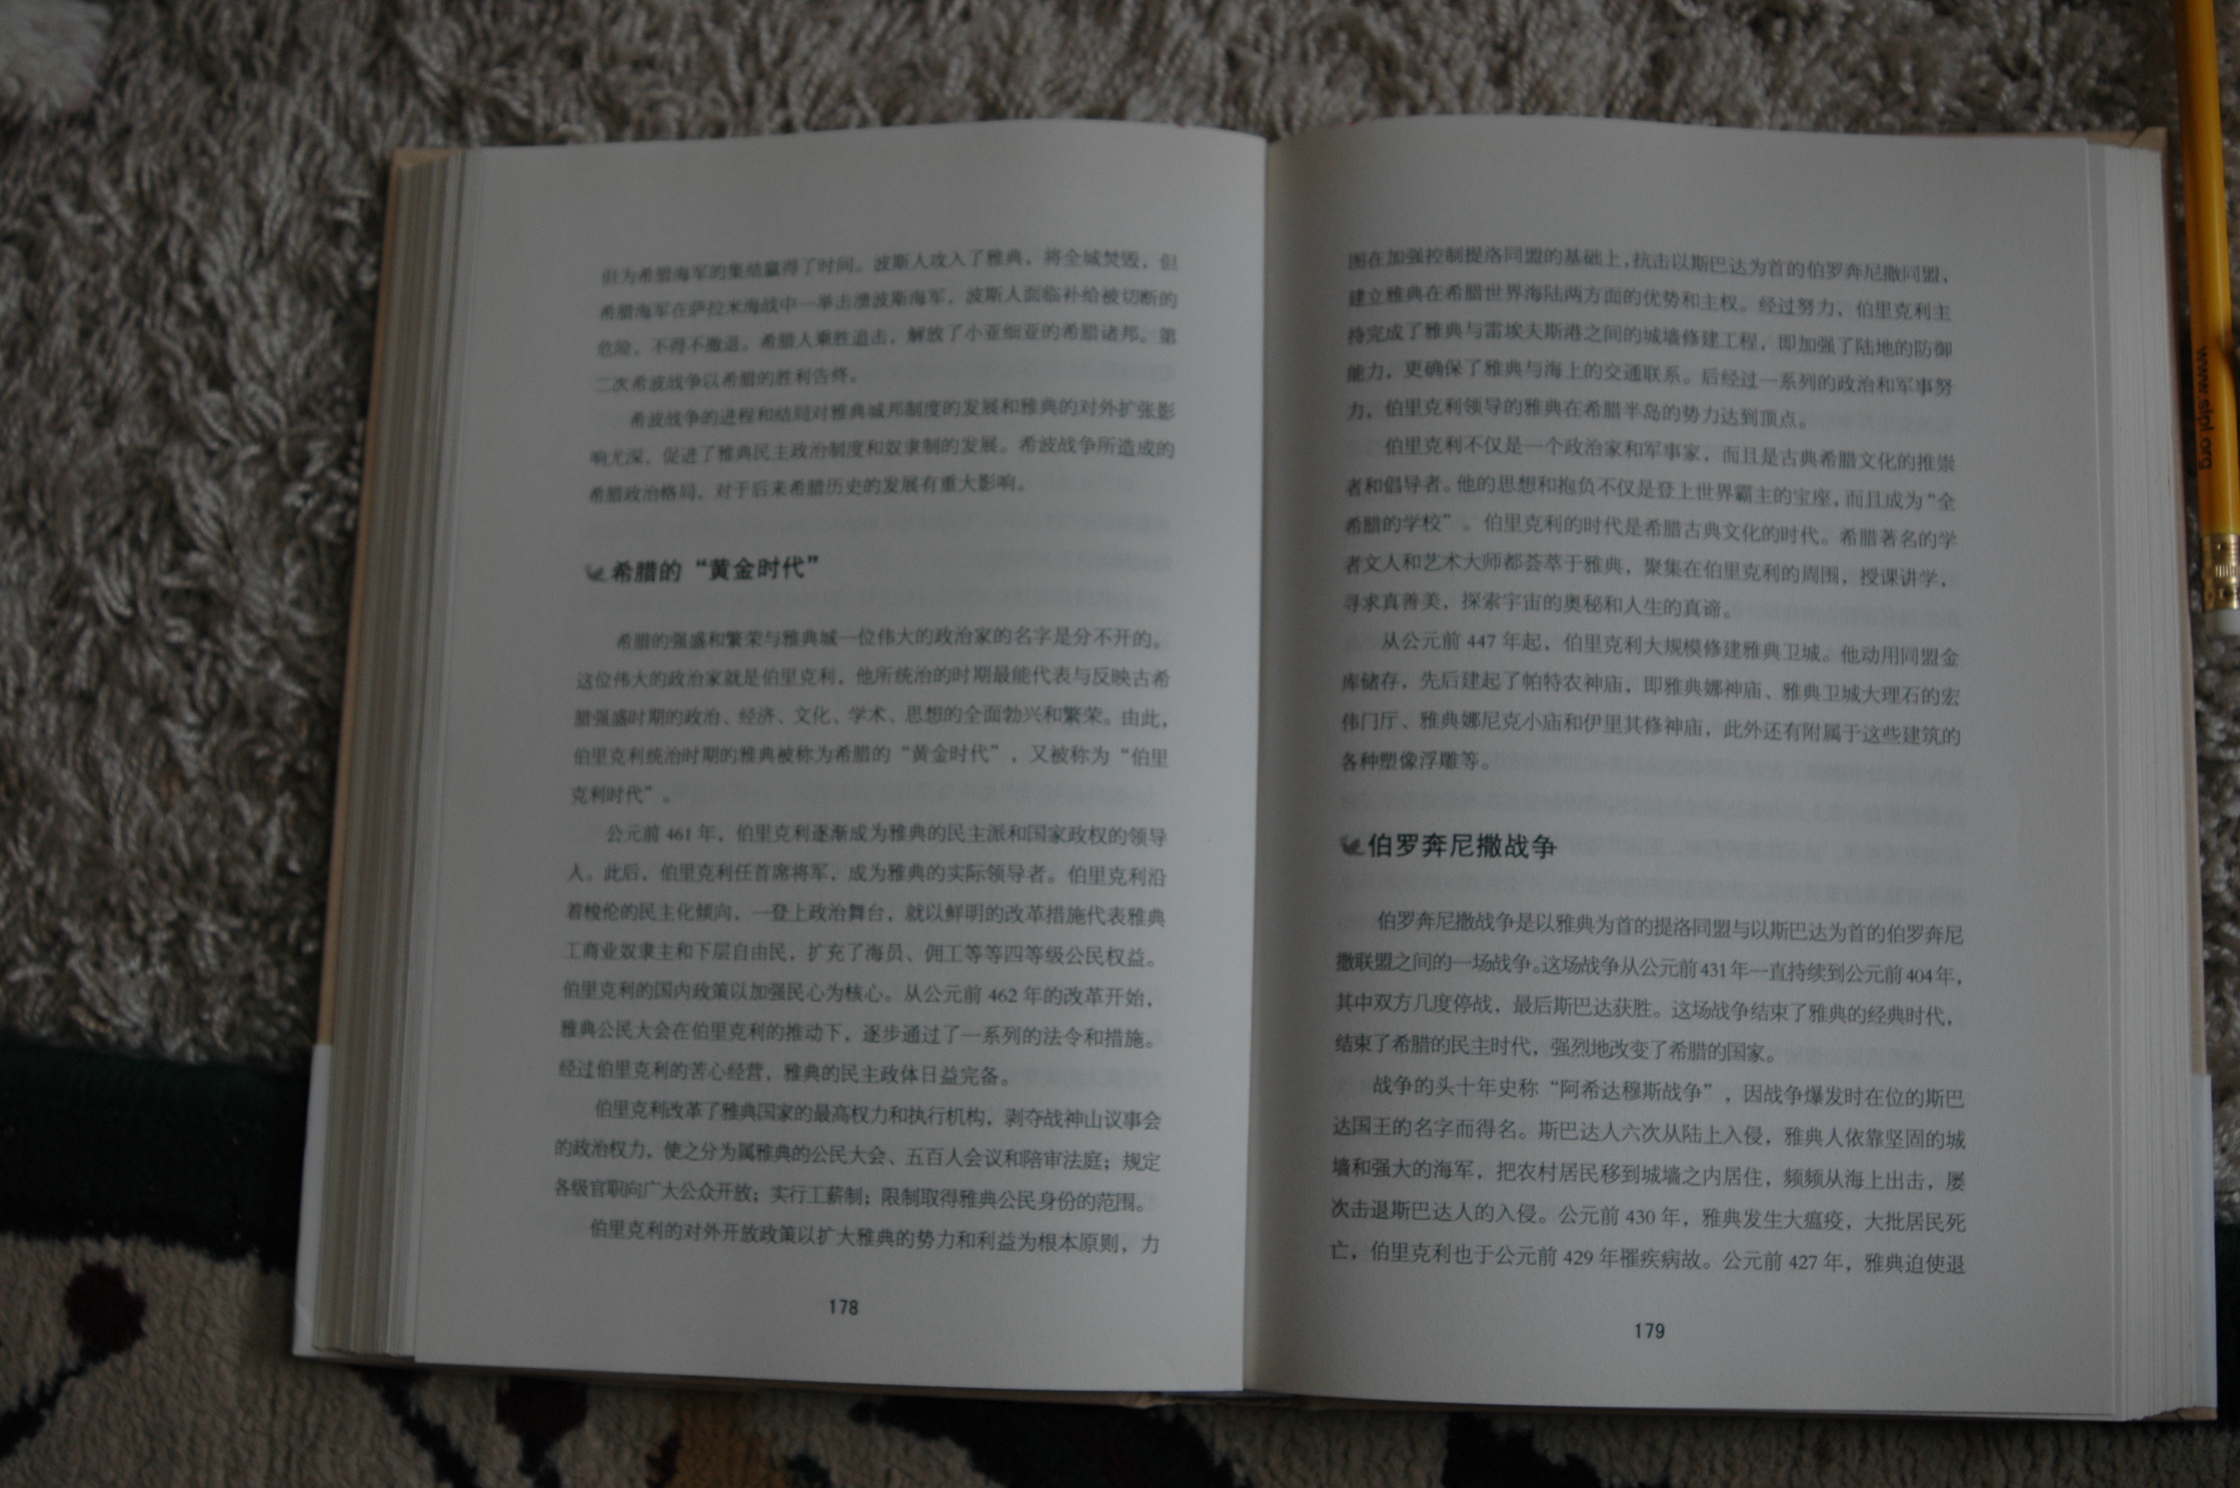 www.slpl.org
但为希腊海军的集结赢得了时间。波斯人攻入了雅典，将全城焚毁，但
希腊海军在萨拉米海战中一举击溃波斯海军，波斯人面临补给被切断的
危险，不得不撤退。希腊人乘胜追击，解放了小亚细亚的希腊诸邦。第
二次希波战争以希腊的胜利告终。
希波战争的进程和结局对雅典城邦制度的发展和雅典的对外扩张影
响尤深，促进了雅典民主政治制度和奴隶制的发展。希波战争所造成的
希腊政治格局，对于后来希腊历史的发展有重大影响。
希腊的“黄金时代”
希腊的强盛和繁荣与雅典城一位伟大的政治家的名字是分不开的。
这位伟大的政治家就是伯里克利，他所统治的时期最能代表与反映古希
腊强盛时期的政治、经济、文化、学术、思想的全面勃兴和繁荣。由此，
伯里克利统治时期的雅典被称为希腊的“黄金时代”，又被称为“伯里
克利时代”。
公元前 461 年，伯里克利逐渐成为雅典的民主派和国家政权的领导
人。此后，伯里克利任首席将军，成为雅典的实际领导者。伯里克利沿
着梭伦的民主化倾向，一登上政治舞台，就以鲜明的改革措施代表雅典
工商业奴隶主和下层自由民，扩充了海员、佣工等等四等级公民权益。
伯里克利的国内政策以加强民心为核心。从公元前 462 年的改革开始，
雅典公民大会在伯里克利的推动下，逐步通过了一系列的法令和措施。
经过伯里克利的苦心经营，雅典的民主政体日益完备。
伯里克利改革了雅典国家的最高权力和执行机构，剥夺战神山议事会
的政治权力，使之分为属雅典的公民大会、五百人会议和陪审法庭；规定
各级官职向广大公众开放；实行工薪制；限制取得雅典公民身份的范围。
伯里克利的对外开放政策以扩大雅典的势力和利益为根本原则，力
178
图在加强控制提洛同盟的基础上，抗击以斯巴达为首的伯罗奔尼撒同盟，
建立雅典在希腊世界海陆两方面的优势和主权。经过努力，伯里克利主
持完成了雅典与雷埃夫斯港之间的城墙修建工程，即加强了陆地的防御
能力，更确保了雅典与海上的交通联系。后经过一系列的政治和军事努
力，伯里克利领导的雅典在希腊半岛的势力达到顶点。
伯里克利不仅是一个政治家和军事家，而且是古典希腊文化的推崇
者和倡导者。他的思想和抱负不仅是登上世界霸主的宝座，而且成为“全
希腊的学校”。伯里克利的时代是希腊古典文化的时代。希腊著名的学
者文人和艺术大师都荟萃于雅典，聚集在伯里克利的周围，授课讲学，
寻求真善美，探索宇宙的奥秘和人生的真谛。
从公元前 447 年起，伯里克利大规模修建雅典卫城。他动用同盟金
库储存，先后建起了帕特农神庙，即雅典娜神庙、雅典卫城大理石的宏
伟门厅、雅典娜尼克小庙和伊里其修神庙，此外还有附属于这些建筑的
各种塑像浮雕等。
伯罗奔尼撒战争
伯罗奔尼撒战争是以雅典为首的提洛同盟与以斯巴达为首的伯罗奔尼
撒联盟之间的一场战争。这场战争从公元前431年一直持续到公元前404年，
其中双方几度停战，最后斯巴达获胜。这场战争结束了雅典的经典时代，
结束了希腊的民主时代，强烈地改变了希腊的国家。
战争的头十年史称“阿希达穆斯战争”，因战争爆发时在位的斯巴
达国王的名字而得名。斯巴达人六次从陆上入侵，雅典人依靠坚固的城
墙和强大的海军，把农村居民移到城墙之内居住，频频从海上出击，屡
次击退斯巴达人的入侵。公元前 430 年，雅典发生大瘟疫，大批居民死
亡，伯里克利也于公元前 429 年罹疾病故。公元前 427 年，雅典迫使退
179